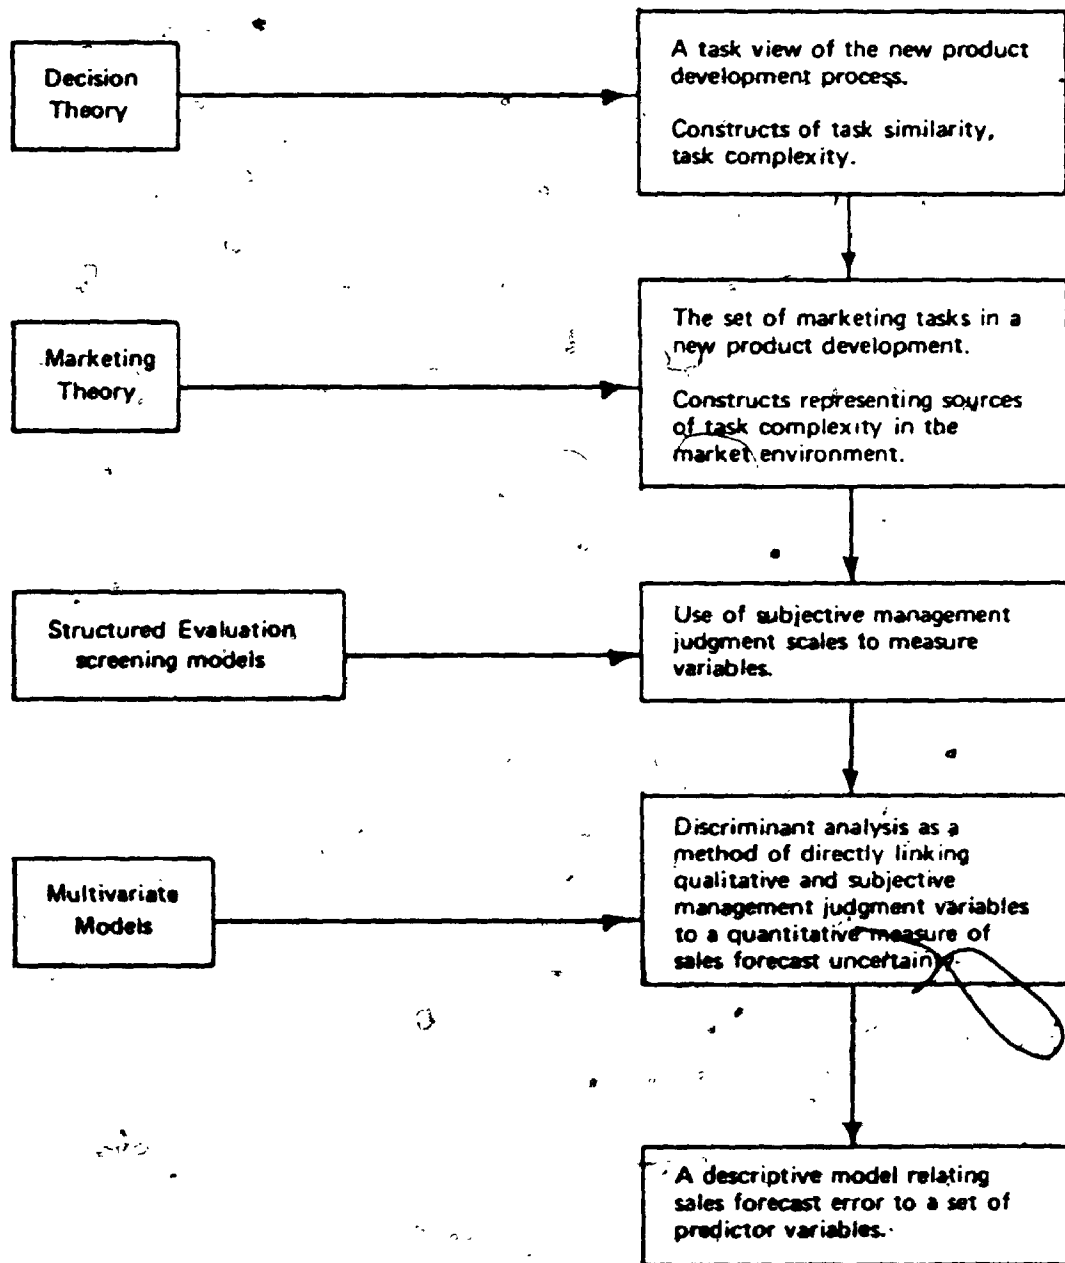 Decision
Theory
A task view of the new product
development process.
Constructs of task similarity,
task complexity.
Marketing
Theory
The set of marketing tasks in a
new product development.
Constructs representing sources
of task complexity in the
market environment.
Structured Evaluation
screening models
Use of subjective management
judgment scales to measure
variables.
Multivariate
Models
Discriminant analysis as a
method of directly linking
qualitative and subjective
management judgment variables
to a quantitative measure of
sales forecast uncertainty.
A descriptive model relating
sales forecast error to a set of
predictor variables.